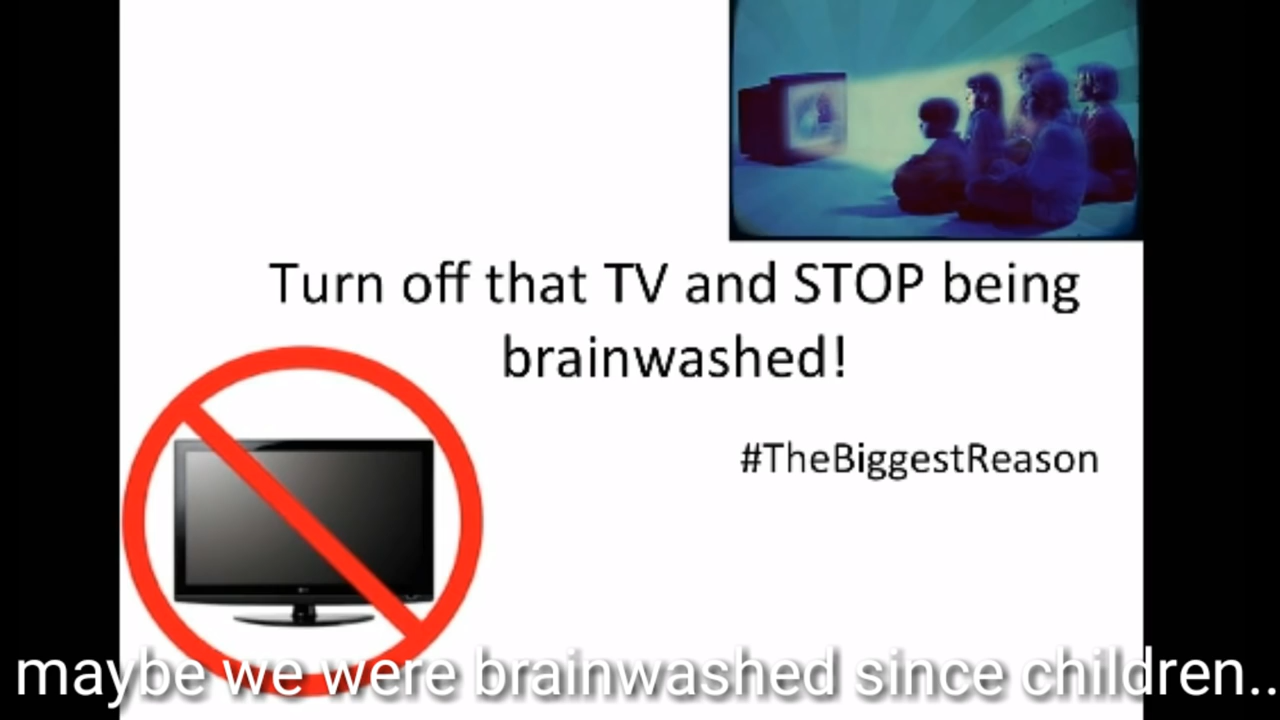 Turn off that TV and STOP being
brainwashed!
#TheBiggestReason
maybe we were brainwashed since children..